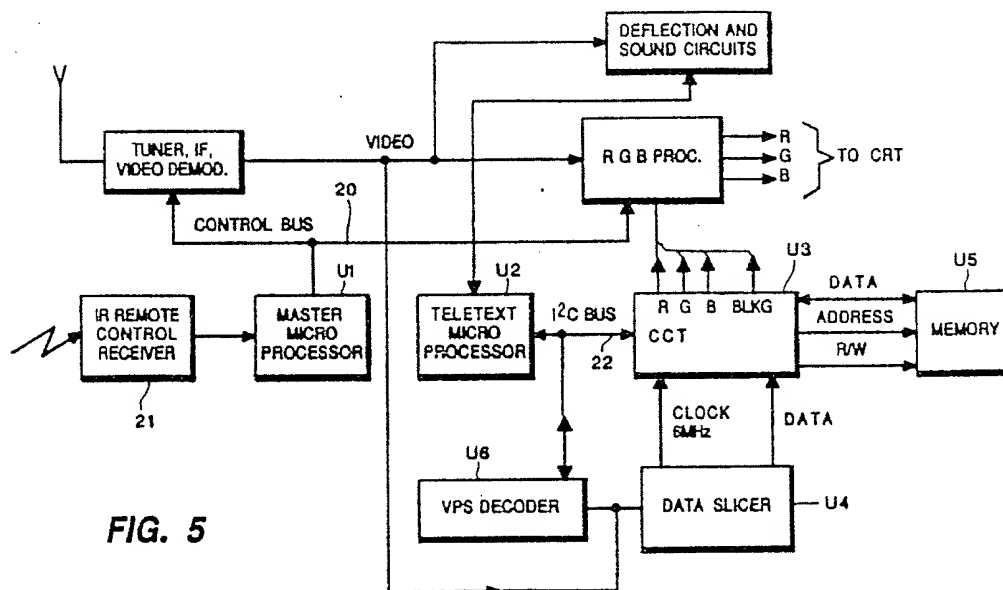 DEFLECTION AND
SOUND CIRCUITS
TUNER, IF,
VIDEO DEMOD.
VIDEO
R G B PROC.
R
G
B
TO CRT
CONTROL BUS
20
U1
U2
U3
U5
IR REMOTE
CONTROL
RECEIVER
21
MASTER
MICRO
PROCESSOR
TELETEXT
MICRO
PROCESSOR
I²C BUS
22
R G B BLKG
CCT
DATA
ADDRESS
R/W
MEMORY
CLOCK
6MHz
DATA
U6
VPS DECODER
DATA SLICER
U4
FIG. 5